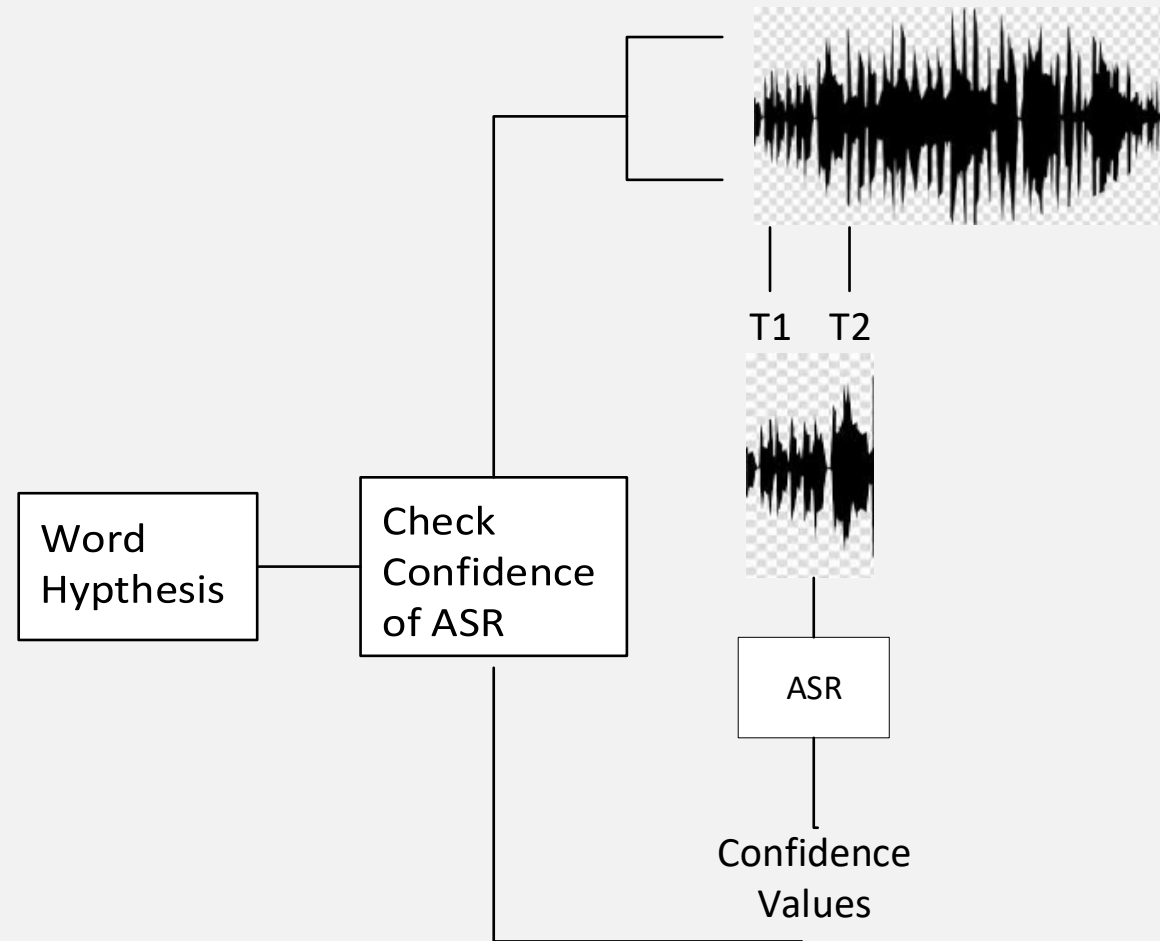 T1 T2
Word
Hypthesis
Check
Confidence
of ASR
ASR
Confidence
Values